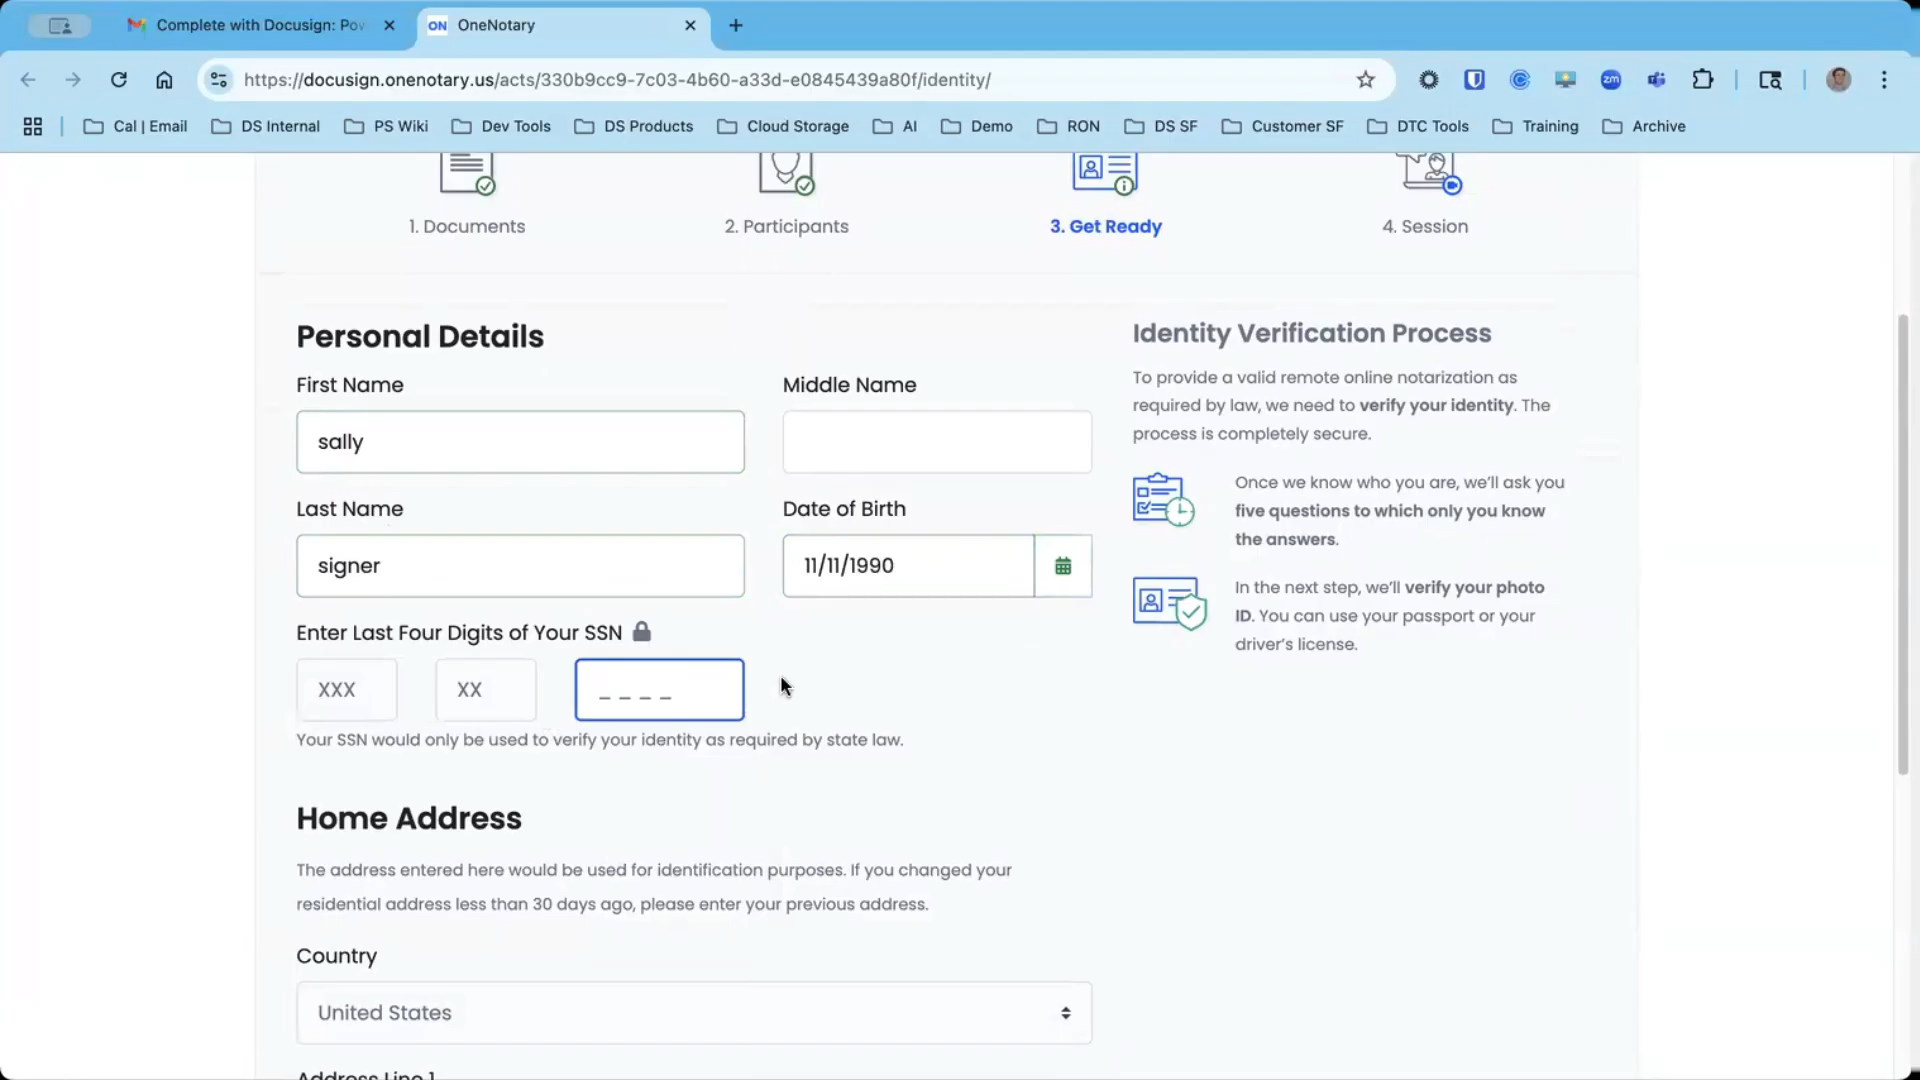 Complete with Docusign: Pov
ON OneNotary
https://docusign.onenotary.us/acts/330b9cc9-7c03-4b60-a33d-e0845439a80f/identity/
zm
Cal | Email
DS Internal
PS Wiki
Dev Tools
DS Products
Cloud Storage
AI
Demo
RON
DS SF
Customer SF
DTC Tools
Training
Archive
1. Documents
2. Participants
3. Get Ready
4. Session
Personal Details
First Name
Middle Name
sally
Last Name
Date of Birth
signer
11/11/1990
Enter Last Four Digits of Your SSN
XXX
XX
_ _ _ _
Your SSN would only be used to verify your identity as required by state law.
Home Address
The address entered here would be used for identification purposes. If you changed your
residential address less than 30 days ago, please enter your previous address.
Country
United States
Address Line 1
Identity Verification Process
To provide a valid remote online notarization as
required by law, we need to verify your identity. The
process is completely secure.
Once we know who you are, we'll ask you
five questions to which only you know
the answers.
In the next step, we'll verify your photo
ID. You can use your passport or your
driver's license.